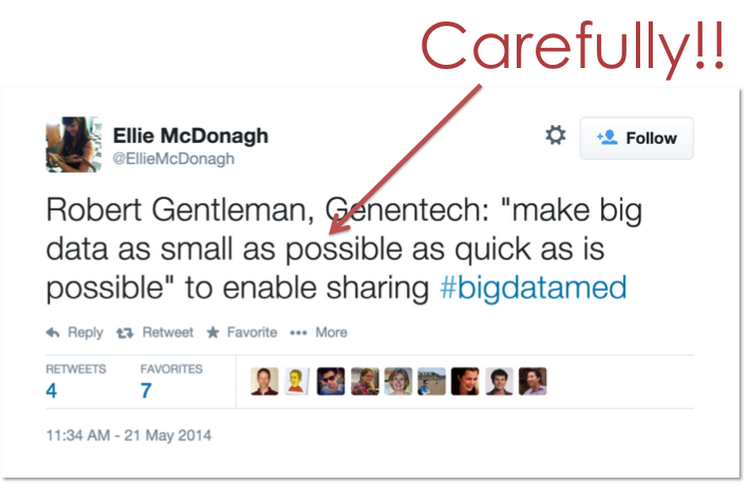 Carefully!!
Ellie McDonagh
@EllieMcDonagh
Follow
Robert Gentleman, Genentech: "make big
data as small as possible as quick as is
possible" to enable sharing #bigdatamed
Reply Retweet Favorite More
RETWEETS FAVORITES
4 7
11:34 AM - 21 May 2014